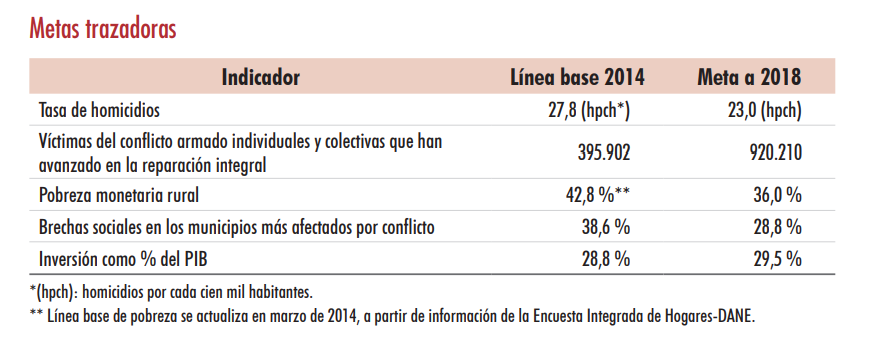 Metas trazadoras
Indicador Línea base 2014 Meta a 2018
Tasa de homicidios 27,8 (hpch*) 23,0 (hpch)
Víctimas del conflicto armado individuales y colectivas que han
avanzado en la reparación integral 395.902 920.210
Pobreza monetaria rural 42,8 %** 36,0 %
Brechas sociales en los municipios más afectados por conflicto 38,6 % 28,8 %
Inversión como % del PIB 28,8 % 29,5 %
*(hpch): homicidios por cada cien mil habitantes.
** Línea base de pobreza se actualiza en marzo de 2014, a partir de información de la Encuesta Integrada de Hogares-DANE.